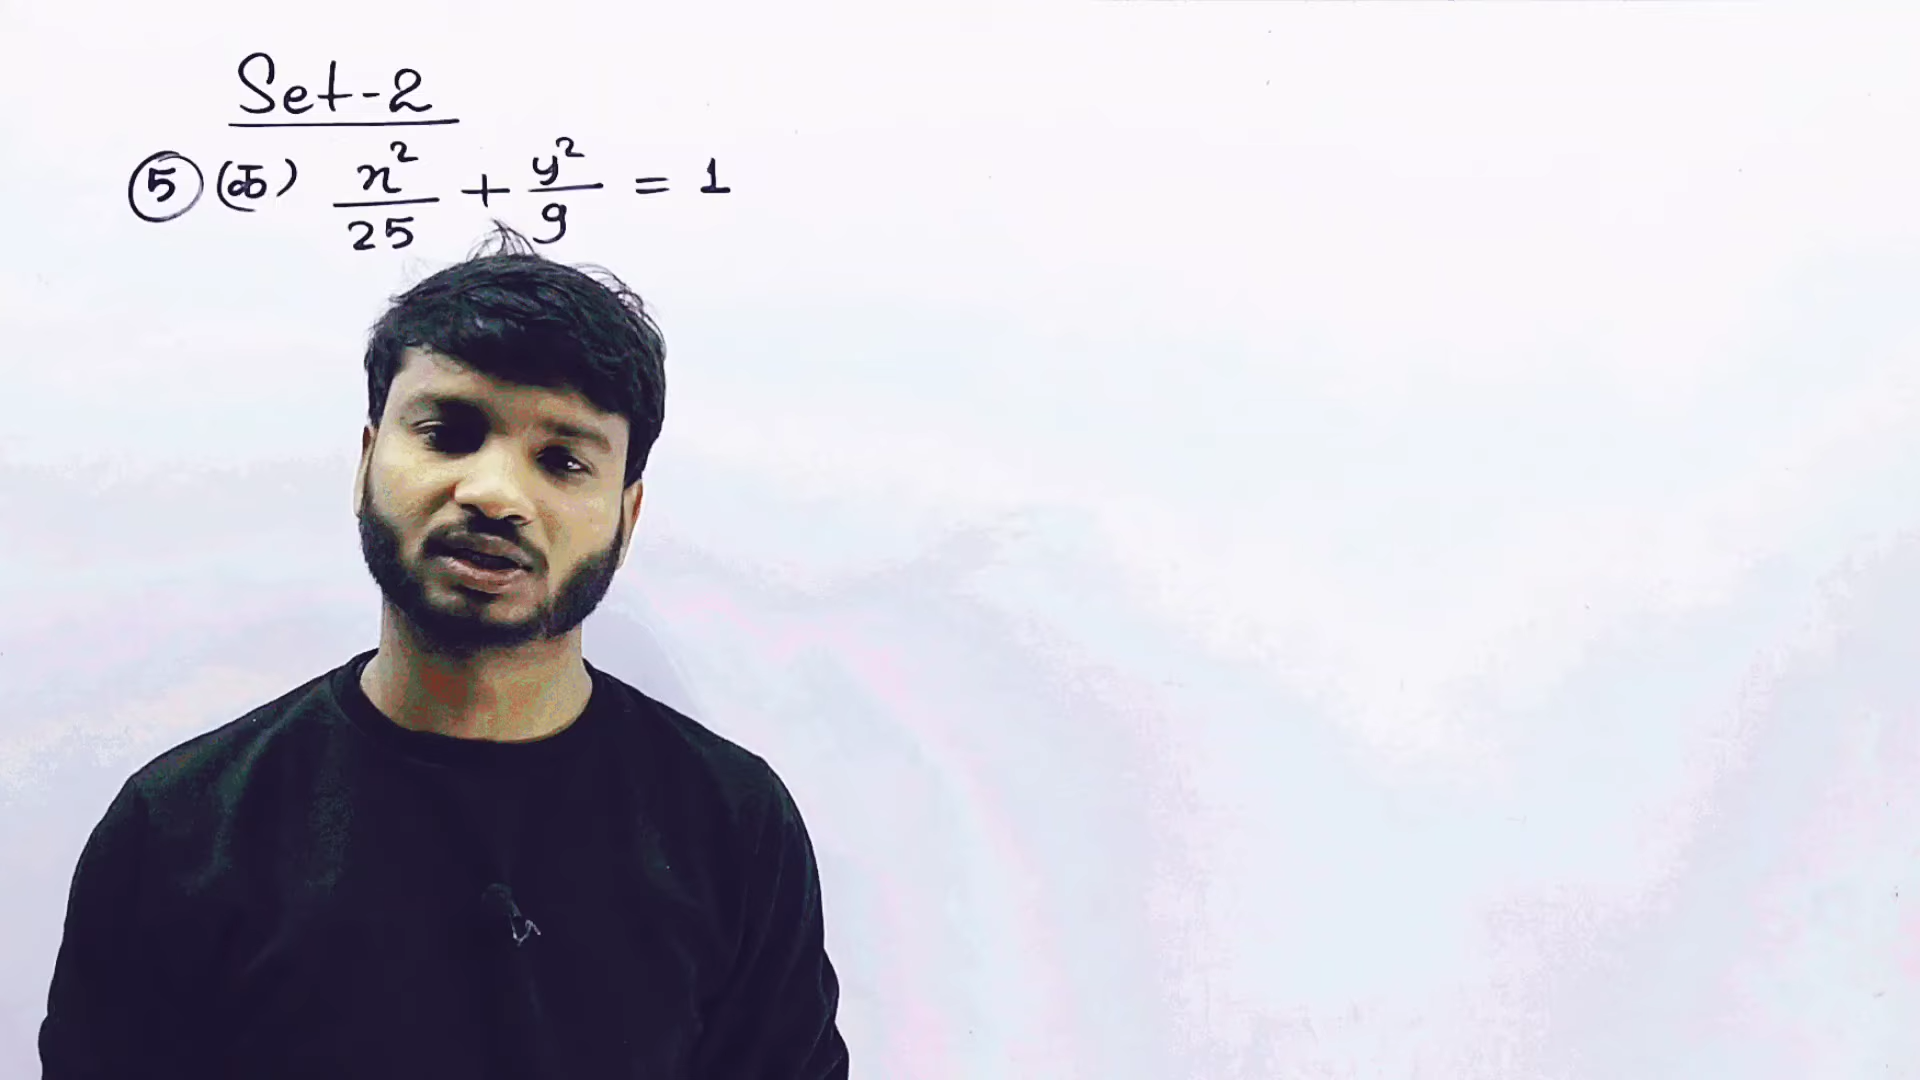 Set-2
5 (क) x²/25 + y²/9 = 1